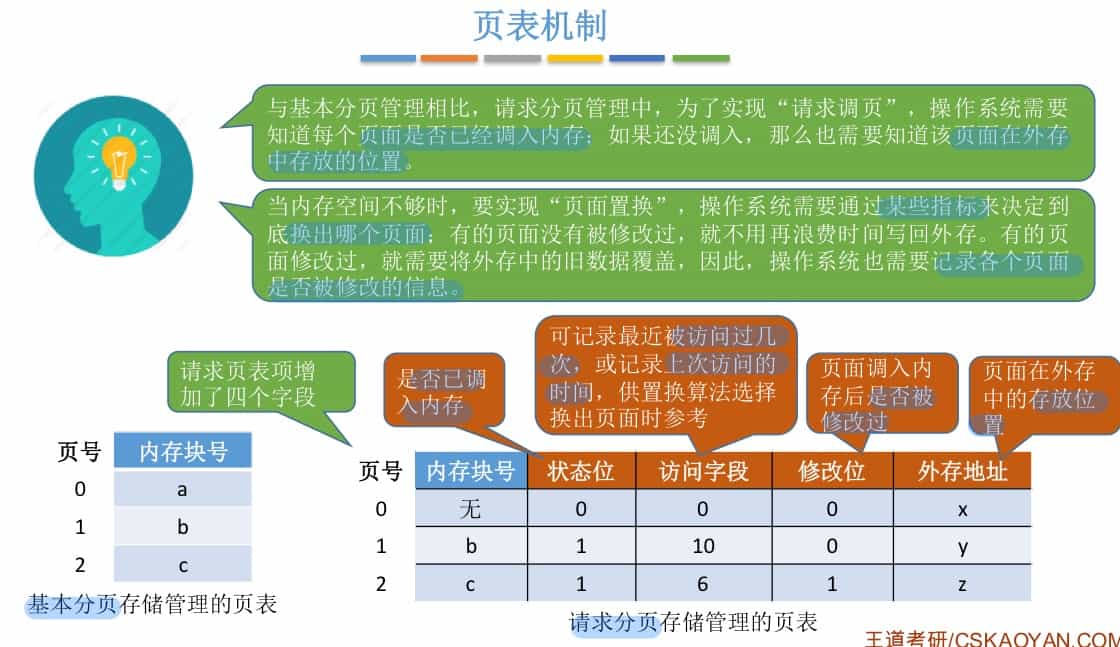 页表机制
与基本分页管理相比，请求分页管理中，为了实现“请求调页”，操作系统需要
知道每个页面是否已经调入内存；如果还没调入，那么也需要知道该页面在外存
中存放的位置。
当内存空间不够时，要实现“页面置换”，操作系统需要通过某些指标来决定到
底换出哪个页面；有的页面没有被修改过，就不用再浪费时间写回外存。有的页
面修改过，就需要将外存中的旧数据覆盖，因此，操作系统也需要记录各个页面
是否被修改的信息。
请求页表项增
加了四个字段
是否已调
入内存
可记录最近被访问过几
次，或记录上次访问的
时间，供置换算法选择
换出页面时参考
页面调入内
存后是否被
修改过
页面在外存
中的存放位
置
页号 内存块号
0 a
1 b
2 c
基本分页存储管理的页表
页号 内存块号 状态位 访问字段 修改位 外存地址
0 无 0 0 0 x
1 b 1 10 0 y
2 c 1 6 1 z
请求分页存储管理的页表
王道考研/CSKAOYAN.COM